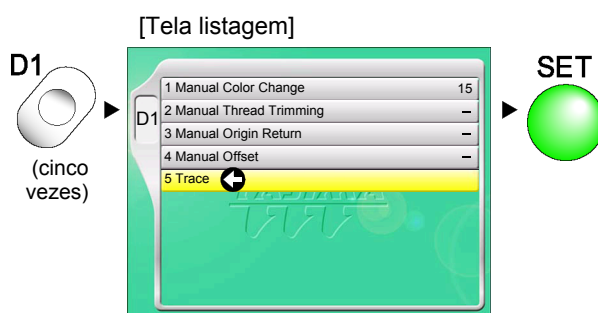 [Tela listagem]
D1
(cinco
vezes)
D1
1 Manual Color Change 15
2 Manual Thread Trimming –
3 Manual Origin Return –
4 Manual Offset –
5 Trace
TAJIMA
SET